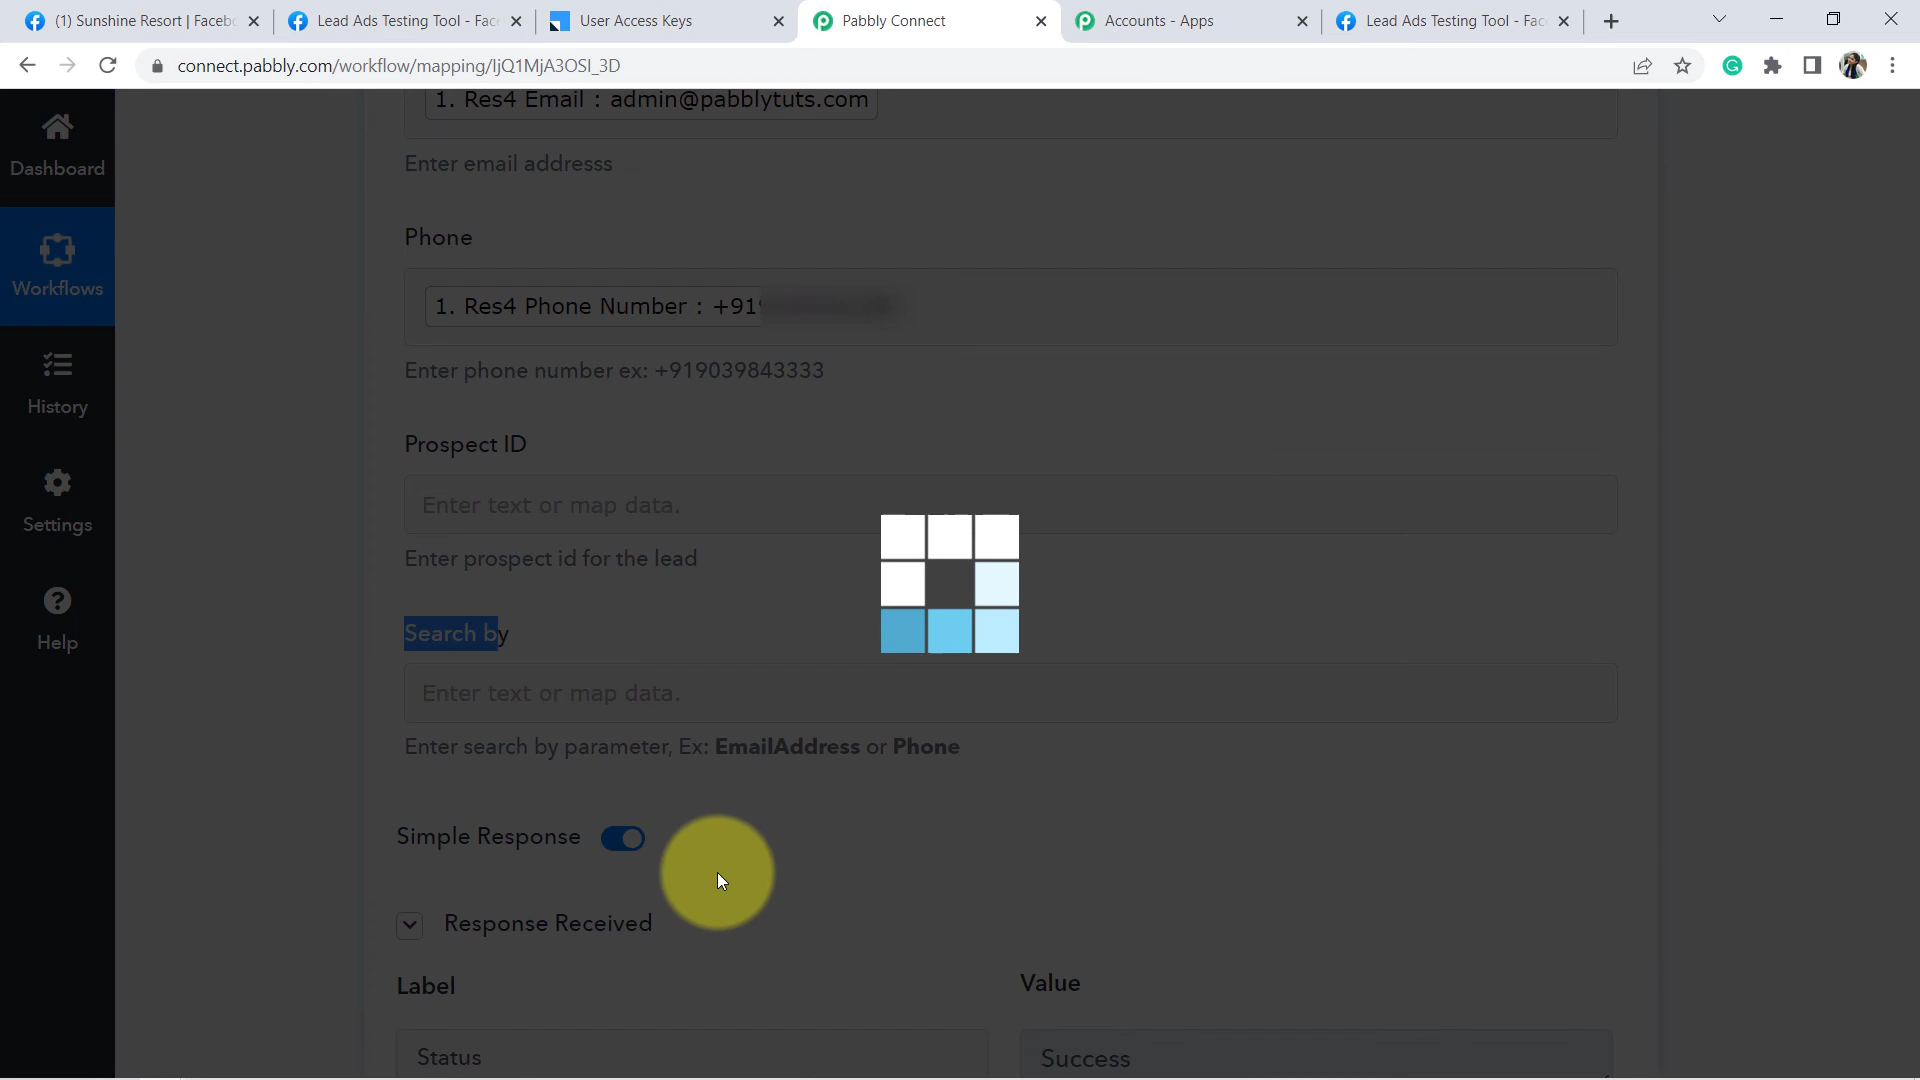 (1) Sunshine Resort | Facebo
Lead Ads Testing Tool - Fac
User Access Keys
Pabbly Connect
Accounts - Apps
Lead Ads Testing Tool - Fac
connect.pabbly.com/workflow/mapping/IjQ1MjA3OSI_3D
Dashboard
Workflows
History
Settings
Help
1. Res4 Email : admin@pabblytuts.com
Enter email addresss
Phone
1. Res4 Phone Number : +91
Enter phone number ex: +919039843333
Prospect ID
Enter text or map data.
Enter prospect id for the lead
Search by
Enter text or map data.
Enter search by parameter, Ex: EmailAddress or Phone
Simple Response
Response Received
Label
Value
Status
Success